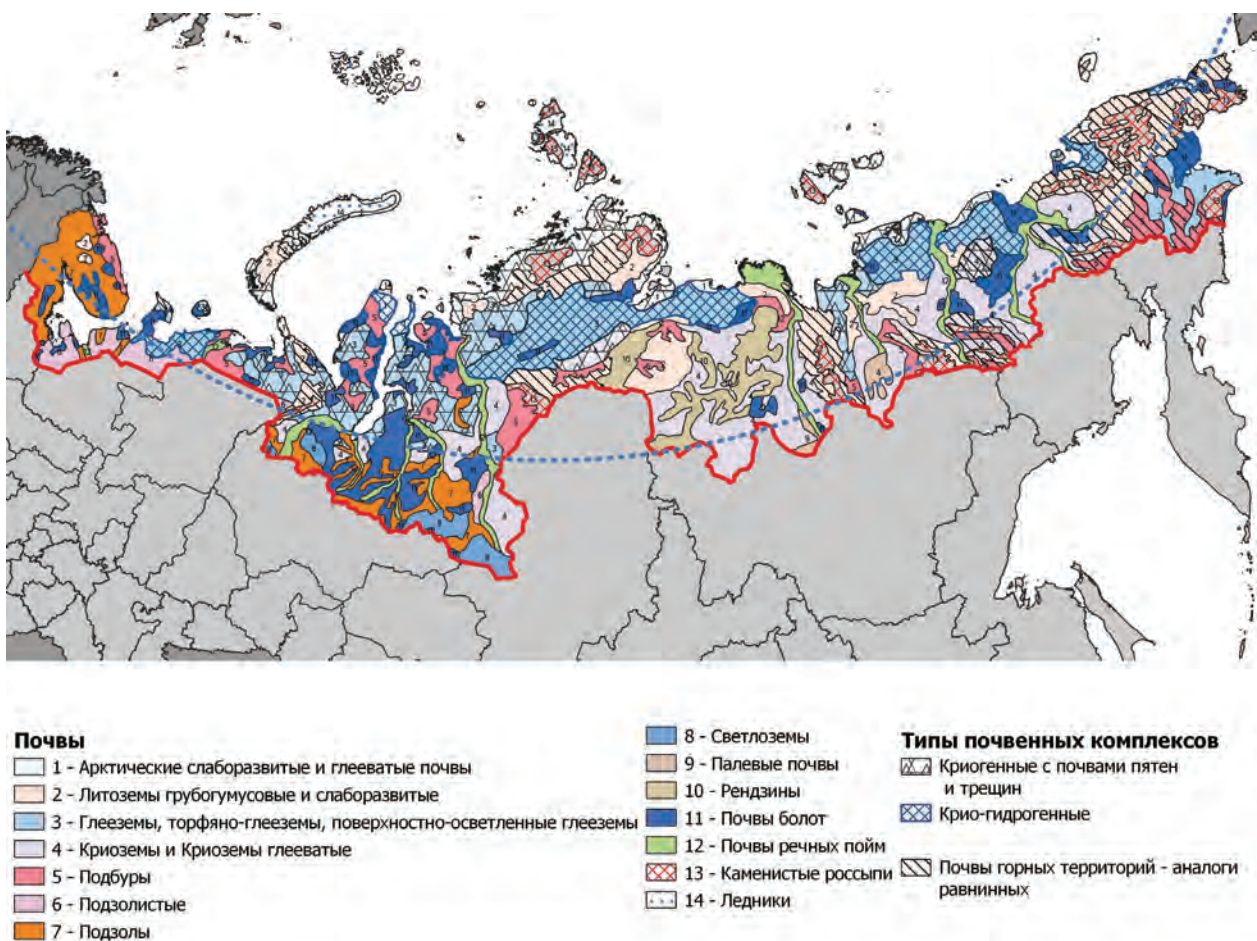 Почвы
1 - Арктические слаборазвитые и глееватые почвы
2 - Литоземы грубогумусовые и слаборазвитые
3 - Глееземы, торфяно-глееземы, поверхностно-осветленные глееземы
4 - Криоземы и Криоземы глееватые
5 - Подбуры
6 - Подзолистые
7 - Подзолы
8 - Светлоземы
9 - Палевые почвы
10 - Рендзины
11 - Почвы болот
12 - Почвы речных пойм
13 - Каменистые россыпи
14 - Ледники
Типы почвенных комплексов
Криогенные с почвами пятен
и трещин
Крио-гидрогенные
Почвы горных территорий - аналоги
равнинных